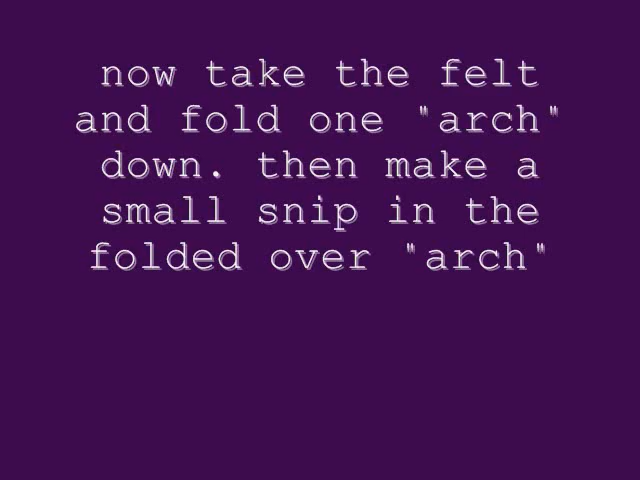 now take the felt
and fold one "arch"
down. then make a
small snip in the
folded over "arch"